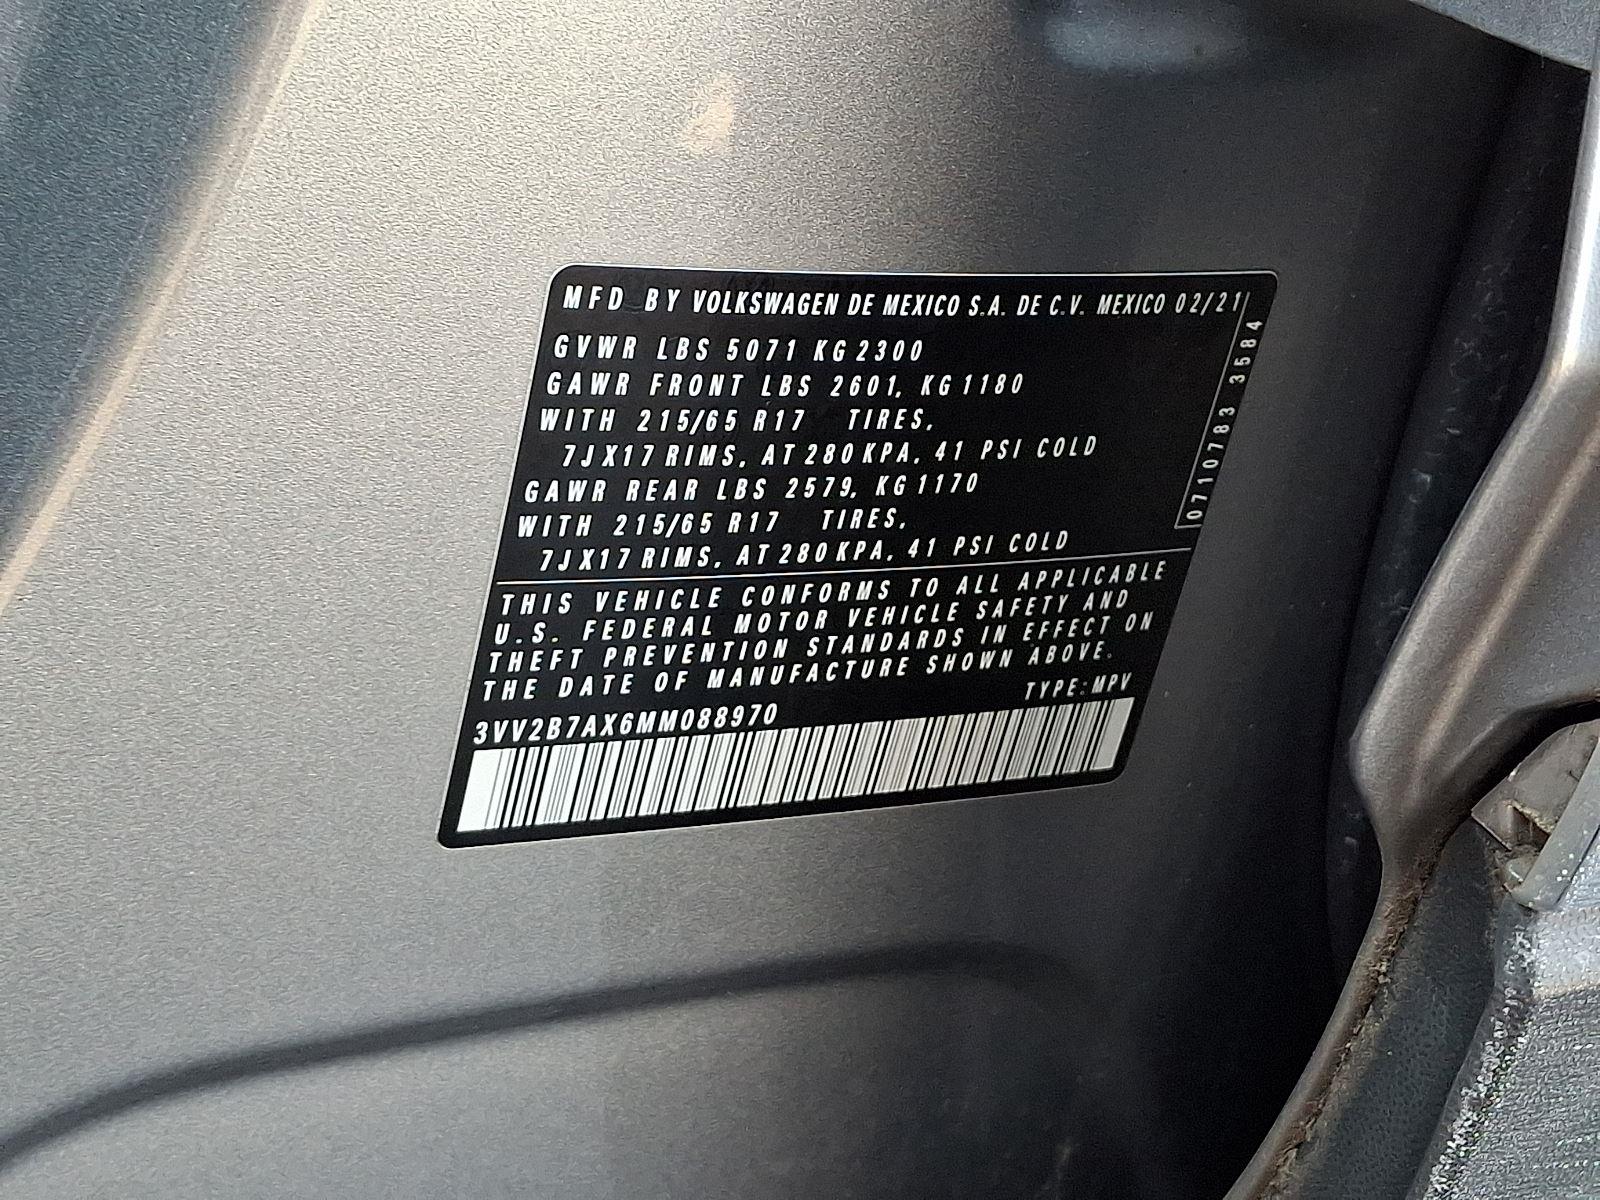 MFD BY VOLKSWAGEN DE MEXICO S.A. DE C.V. MEXICO 02/21
GVWR LBS 5071 KG 2300
GAWR FRONT LBS 2601, KG 1180
WITH 215/65 R17 TIRES,
7JX17 RIMS, AT 280 KPA, 41 PSI COLD
GAWR REAR LBS 2579, KG 1170
WITH 215/65 R17 TIRES,
7JX17 RIMS, AT 280 KPA, 41 PSI COLD
0710783 3584
THIS VEHICLE CONFORMS TO ALL APPLICABLE
U.S. FEDERAL MOTOR VEHICLE SAFETY AND
THEFT PREVENTION STANDARDS IN EFFECT ON
THE DATE OF MANUFACTURE SHOWN ABOVE.
TYPE: MPV
3VV2B7AX6MM088970